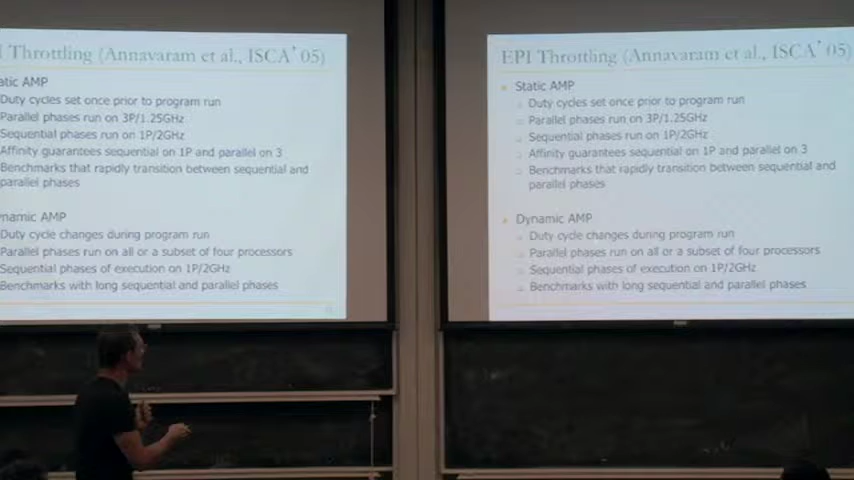 I Throttling (Annavaram et al., ISCA'05)
atic AMP
Duty cycles set once prior to program run
Parallel phases run on 3P/1.25GHz
Sequential phases run on 1P/2GHz
Affinity guarantees sequential on 1P and parallel on 3
Benchmarks that rapidly transition between sequential and
parallel phases
namic AMP
Duty cycle changes during program run
Parallel phases run on all or a subset of four processors
Sequential phases of execution on 1P/2GHz
Benchmarks with long sequential and parallel phases
EPI Throttling (Annavaram et al., ISCA'05)
Static AMP
Duty cycles set once prior to program run
Parallel phases run on 3P/1.25GHz
Sequential phases run on 1P/2GHz
Affinity guarantees sequential on 1P and parallel on 3
Benchmarks that rapidly transition between sequential and
parallel phases
Dynamic AMP
Duty cycle changes during program run
Parallel phases run on all or a subset of four processors
Sequential phases of execution on 1P/2GHz
Benchmarks with long sequential and parallel phases